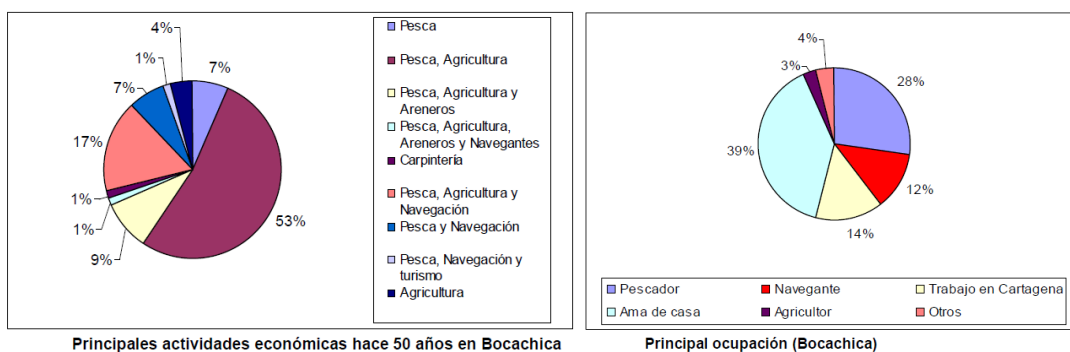 4%
1%
7%
7%
17%
1%
1%
9%
53%
Pesca
Pesca, Agricultura
Pesca, Agricultura y
Areneros
Pesca, Agricultura,
Areneros y Navegantes
Carpintería
Pesca, Agricultura y
Navegación
Pesca y Navegación
Pesca, Navegación y
turismo
Agricultura
Principales actividades económicas hace 50 años en Bocachica
4%
3%
28%
39%
12%
14%
Pescador
Navegante
Trabajo en Cartagena
Ama de casa
Agricultor
Otros
Principal ocupación (Bocachica)